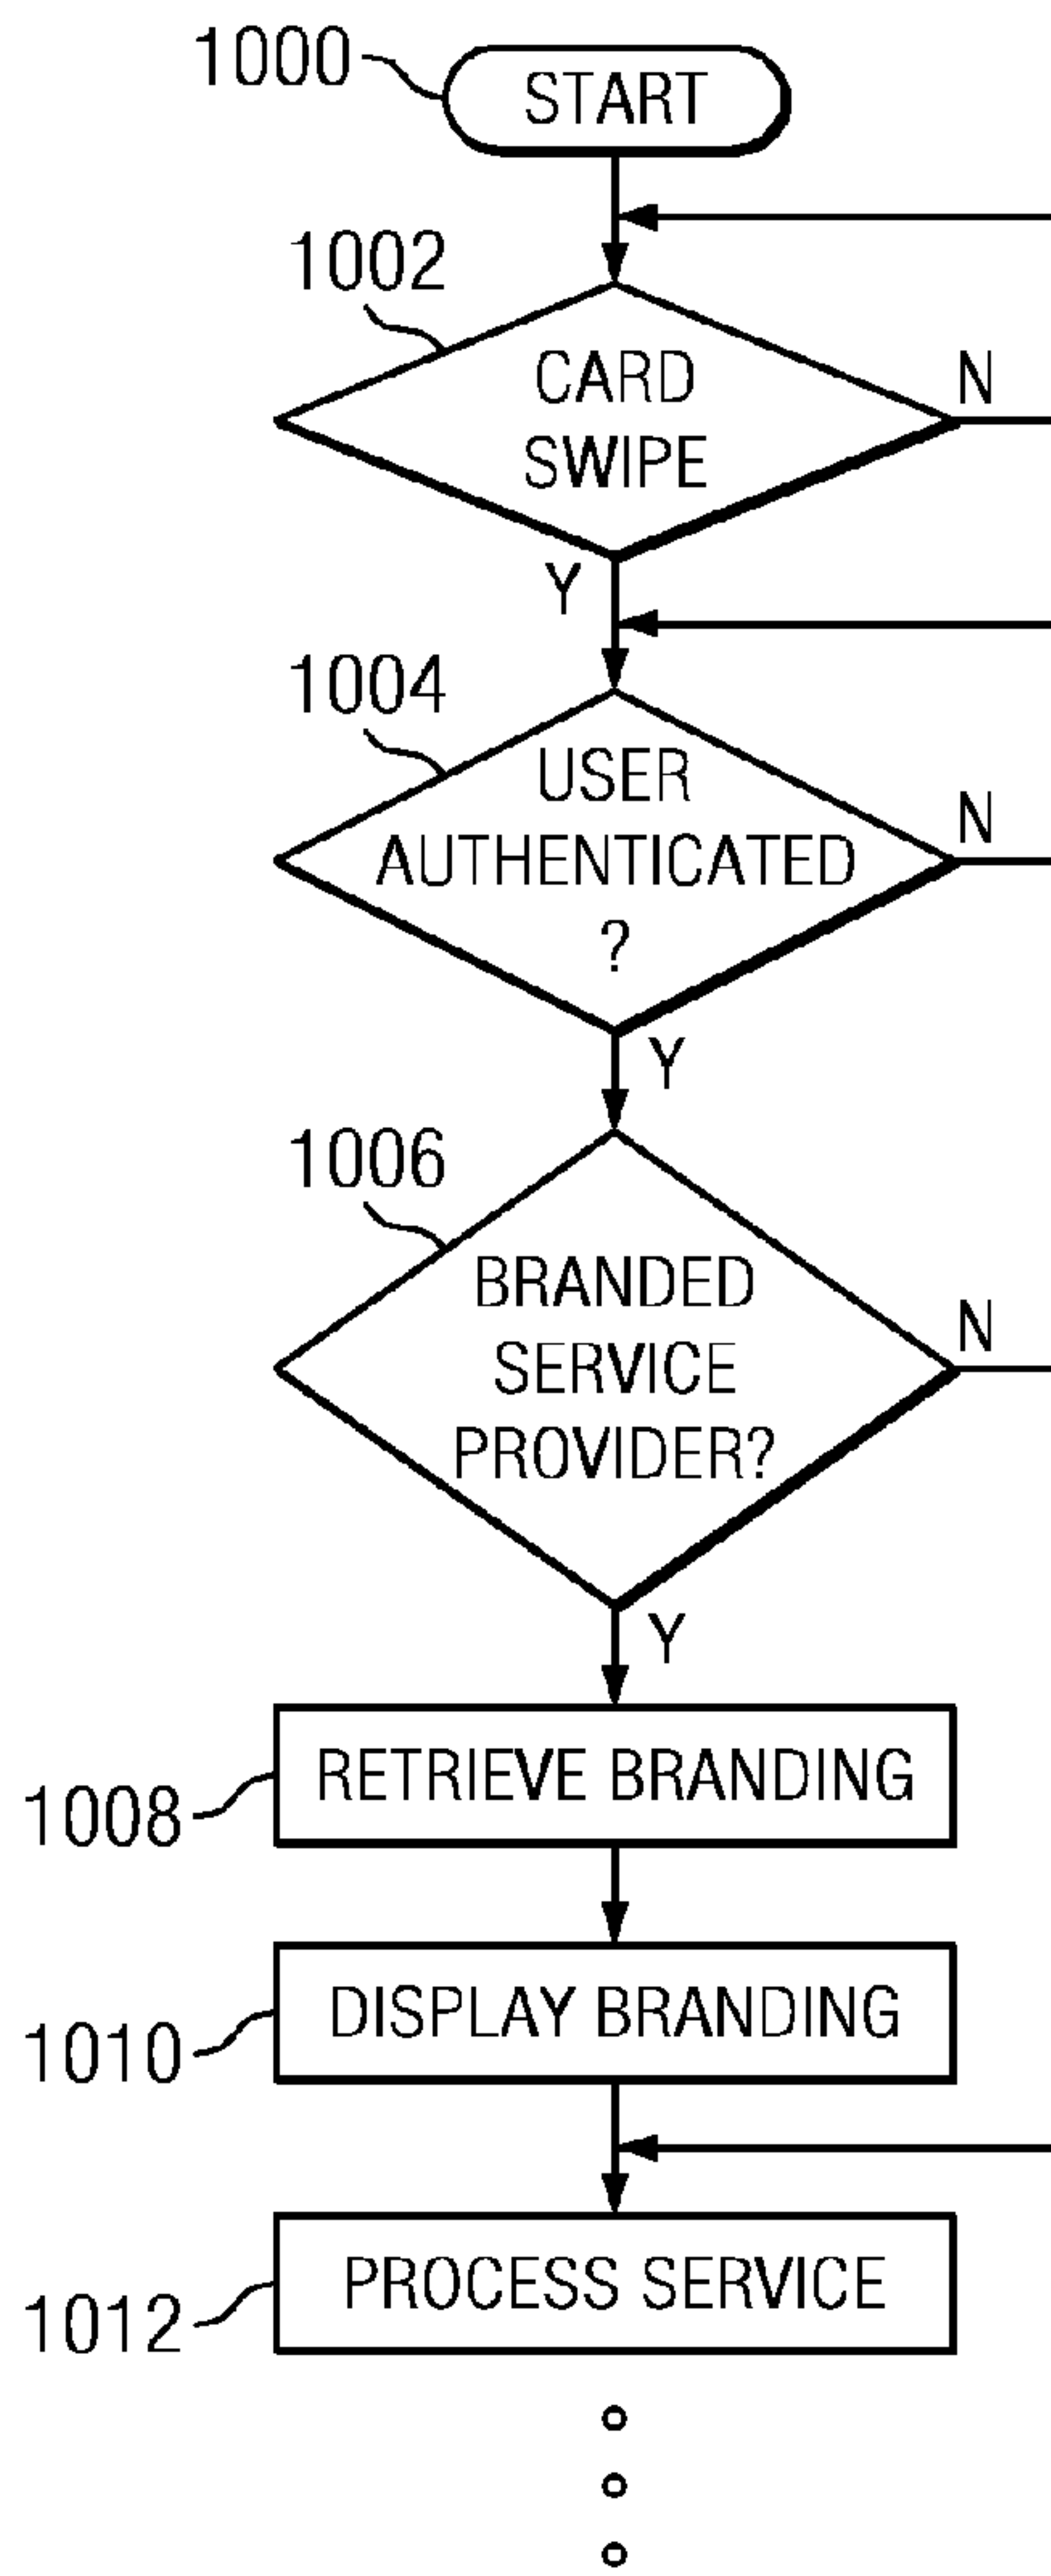 1000
START
1002
CARD
SWIPE
N
Y
1004
USER
AUTHENTICATED
?
N
Y
1006
BRANDED
SERVICE
PROVIDER?
N
Y
RETRIEVE BRANDING
1008
DISPLAY BRANDING
1010
PROCESS SERVICE
1012